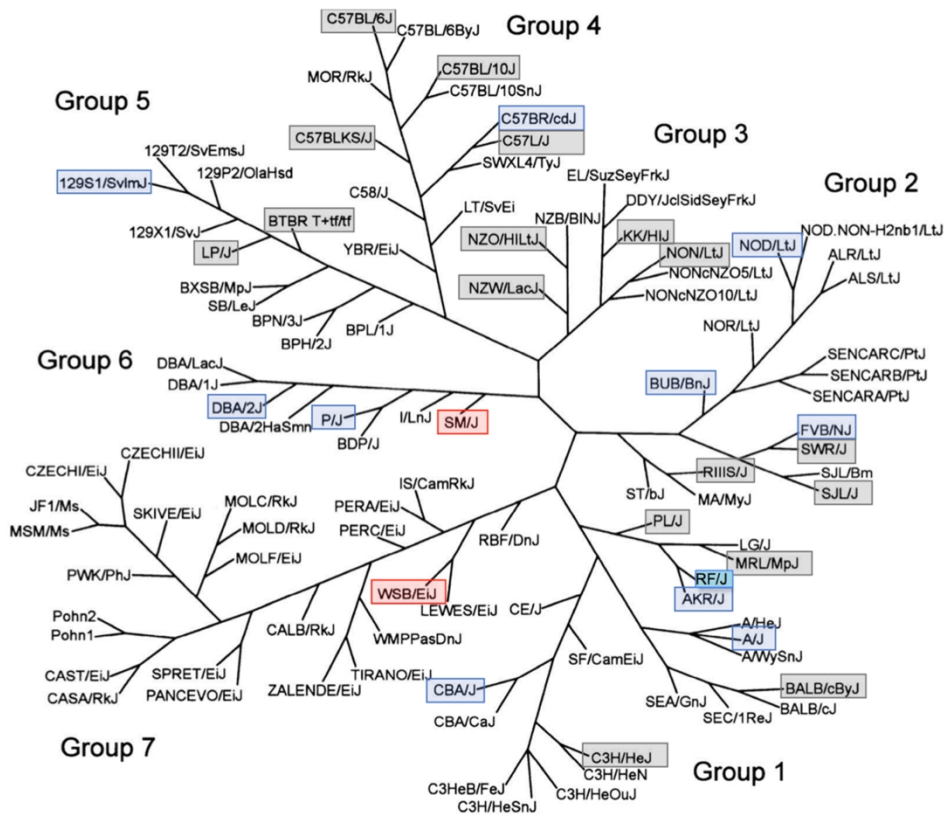 Group 4
C57BL/6J
C57BL/6ByJ
MOR/RkJ
C57BL/10J
C57BL/10SnJ
C57BLKS/J
C57BR/cdJ
C57L/J
SWXL4/TyJ
C58/J
LT/SvEi
YBR/EiJ
Group 5
129T2/SvEmsJ
129P2/OlaHsd
129S1/SvImJ
129X1/SvJ
BTBR T+tf/tf
LP/J
BXSB/MpJ
SB/LeJ
BPN/3J
BPH/2J
BPL/1J
Group 3
EL/SuzSeyFrkJ
DDY/JclSidSeyFrkJ
NZB/BINJ
NZO/HILtJ
KK/HIJ
NON/LtJ
NONcNZO5/LtJ
NZW/LacJ
NONcNZO10/LtJ
Group 2
NOD.NON-H2nb1/LtJ
NOD/LtJ
ALR/LtJ
ALS/LtJ
NOR/LtJ
SENCARC/PtJ
SENCARB/PtJ
SENCARA/PtJ
BUB/BnJ
FVB/NJ
SWR/J
SJL/Bm
SJL/J
RIIIS/J
MA/MyJ
ST/bJ
Group 6
DBA/LacJ
DBA/1J
DBA/2J
DBA/2HaSmn
P/J
BDP/J
I/LnJ
SM/J
CZECHII/EiJ
CZECHI/EiJ
JF1/Ms
MSM/Ms
SKIVE/EiJ
MOLC/RkJ
MOLD/RkJ
MOLF/EiJ
PWK/PhJ
Pohn2
Pohn1
CAST/EiJ
CASA/RkJ
SPRET/EiJ
PANCEVO/EiJ
CALB/RkJ
ZALENDE/EiJ
TIRANO/EiJ
WMPPasDnJ
IS/CamRkJ
PERA/EiJ
PERC/EiJ
RBF/DnJ
WSB/EiJ
LEWES/EiJ
Group 7
PL/J
LG/J
MRL/MpJ
RF/J
AKR/J
A/HeJ
A/J
A/WySnJ
CE/J
SF/CamEiJ
SEA/GnJ
SEC/1ReJ
BALB/cByJ
BALB/cJ
CBA/J
CBA/CaJ
C3H/HeJ
C3H/HeN
C3H/HeOuJ
C3HeB/FeJ
C3H/HeSnJ
Group 1